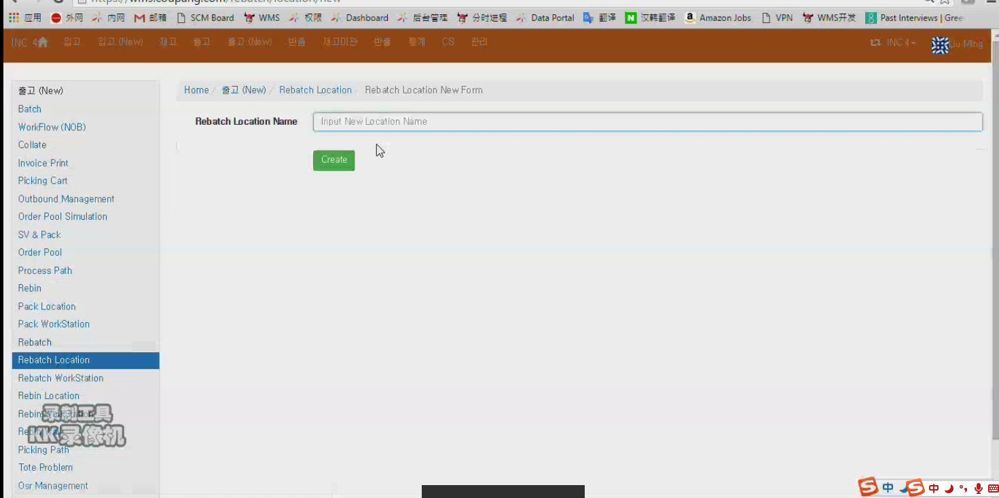 https://wms.coupang.com/rebatch/location/new
应用 外网 内网 邮箱 SCM Board WMS 权限 Dashboard 后台管理 分时进程 Data Portal 翻译 汉韩翻译 Amazon Jobs VPN WMS开发 Past Interviews | Gree
INC 4 입고 입고 (New) 재고 출고 출고 (New) 반품 재고이관 반출 통계 CS 관리 INC 4 Liu Ming
출고 (New)
Home / 출고 (New) / Rebatch Location Rebatch Location New Form
Batch
Rebatch Location Name Input New Location Name
WorkFlow (NOB)
Collate
Create
Invoice Print
Picking Cart
Outbound Management
Order Pool Simulation
SV & Pack
Order Pool
Process Path
Rebin
Pack Location
Pack WorkStation
Rebatch
Rebatch Location
Rebatch WorkStation
Rebin Location
Rebin WorkStation
录制工具
Rebin Wall
KK录像机
Picking Path
Tote Problem
Osr Management
中 中